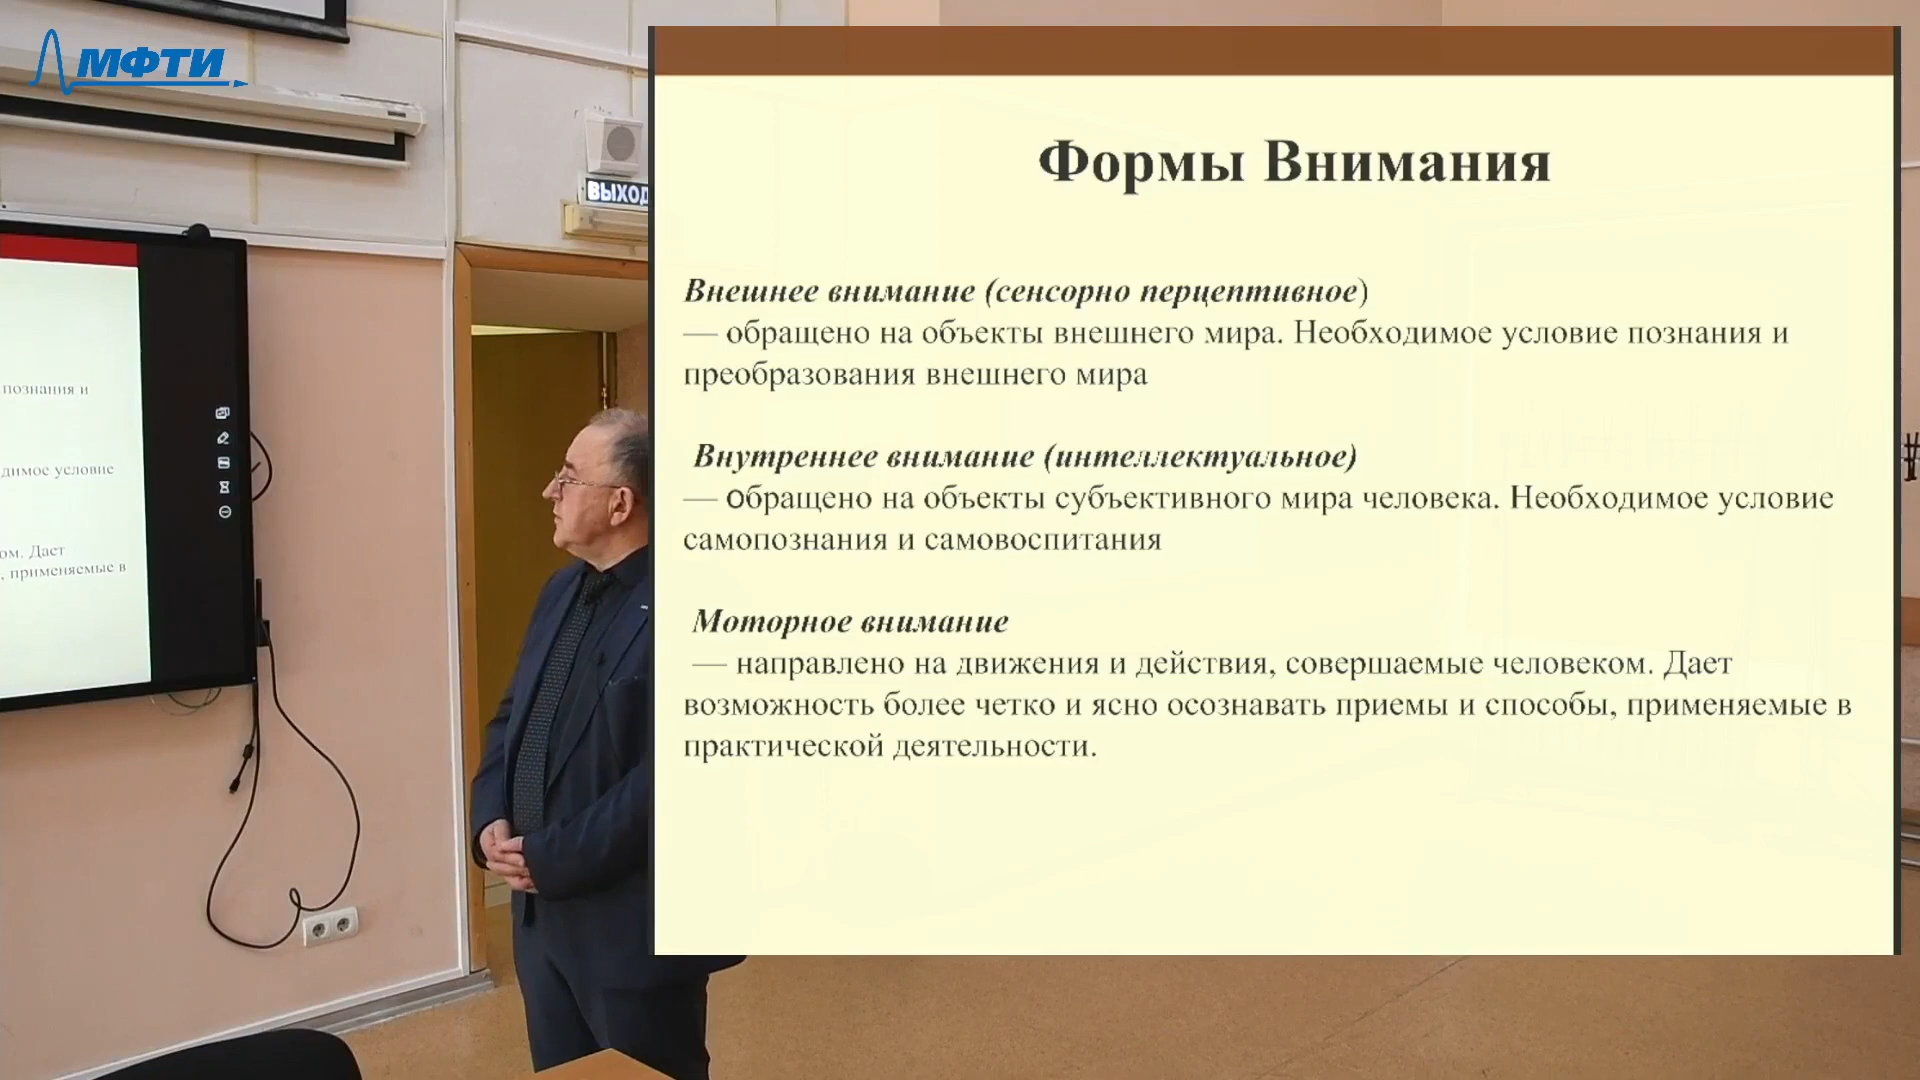 МФТИ
ВЫХОД
познания и
димое условие
ом. Дает
, применяемые в
Формы Внимания
Внешнее внимание (сенсорно перцептивное)
— обращено на объекты внешнего мира. Необходимое условие познания и
преобразования внешнего мира
Внутреннее внимание (интеллектуальное)
— Обращено на объекты субъективного мира человека. Необходимое условие
самопознания и самовоспитания
Моторное внимание
— направлено на движения и действия, совершаемые человеком. Дает
возможность более четко и ясно осознавать приемы и способы, применяемые в
практической деятельности.